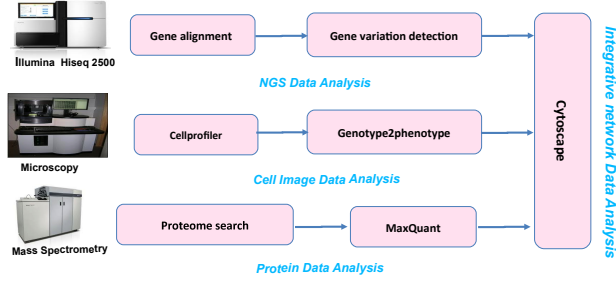 Gene alignment
Gene variation detection
Illumina Hiseq 2500
NGS Data Analysis
Cellprofiler
Genotype2phenotype
Microscopy
Cell Image Data Analysis
Proteome search
MaxQuant
Mass Spectrometry
Protein Data Analysis
Cytoscape
Integrative network Data Analysis